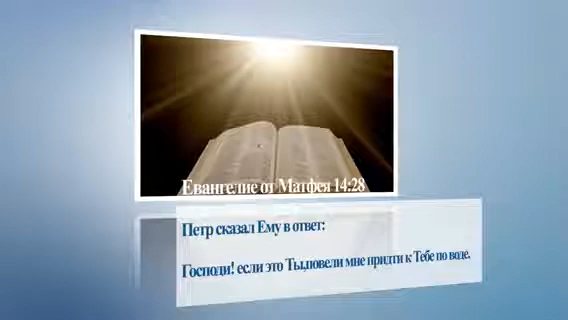 Евангелие от Матфея 14:28
Петр сказал Ему в ответ:
Господи! если это Ты,повели мне придти к Тебе по воде.